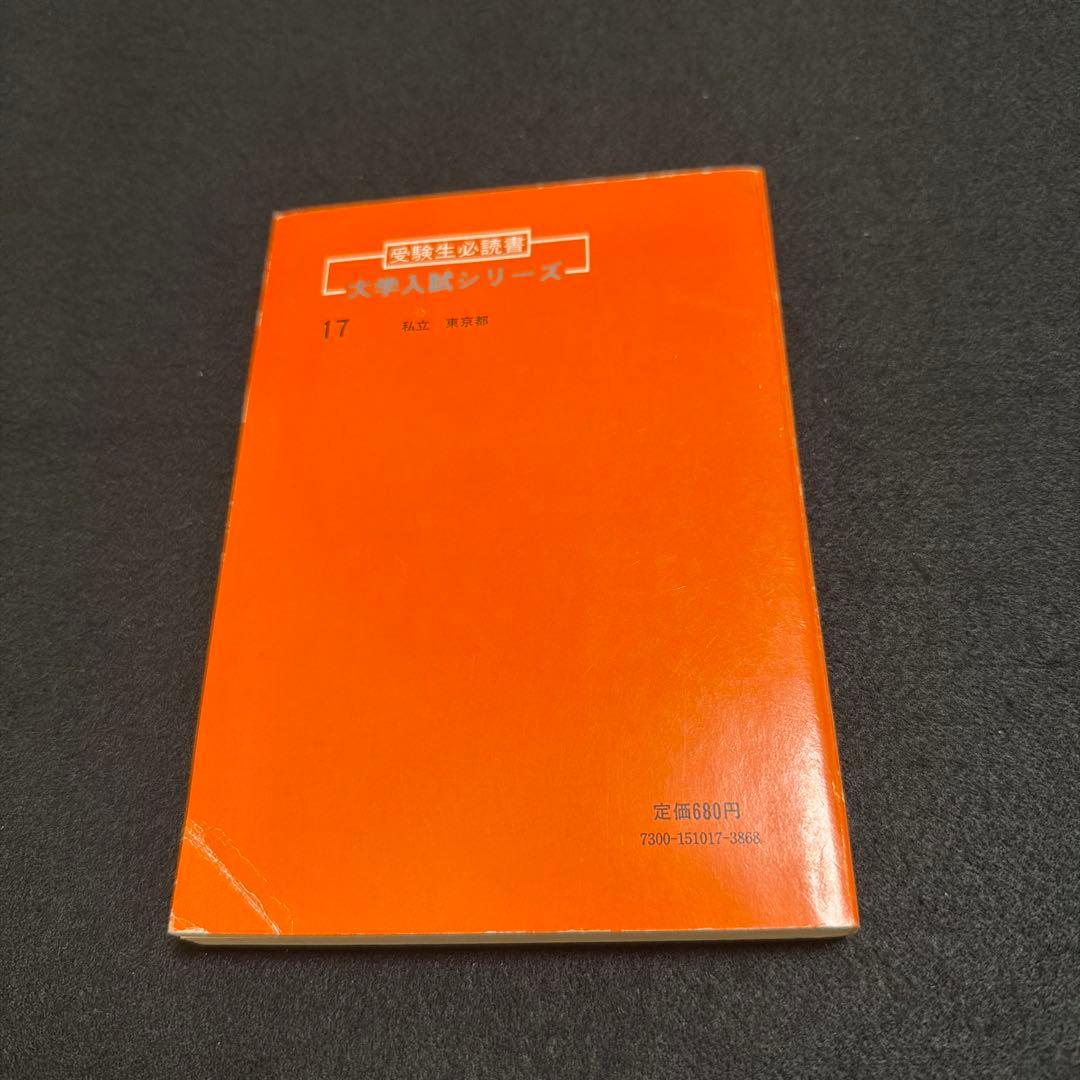 受験生必読書
大学入試シリーズ
17 私立 東京都
定価680円
7300-151017-3868